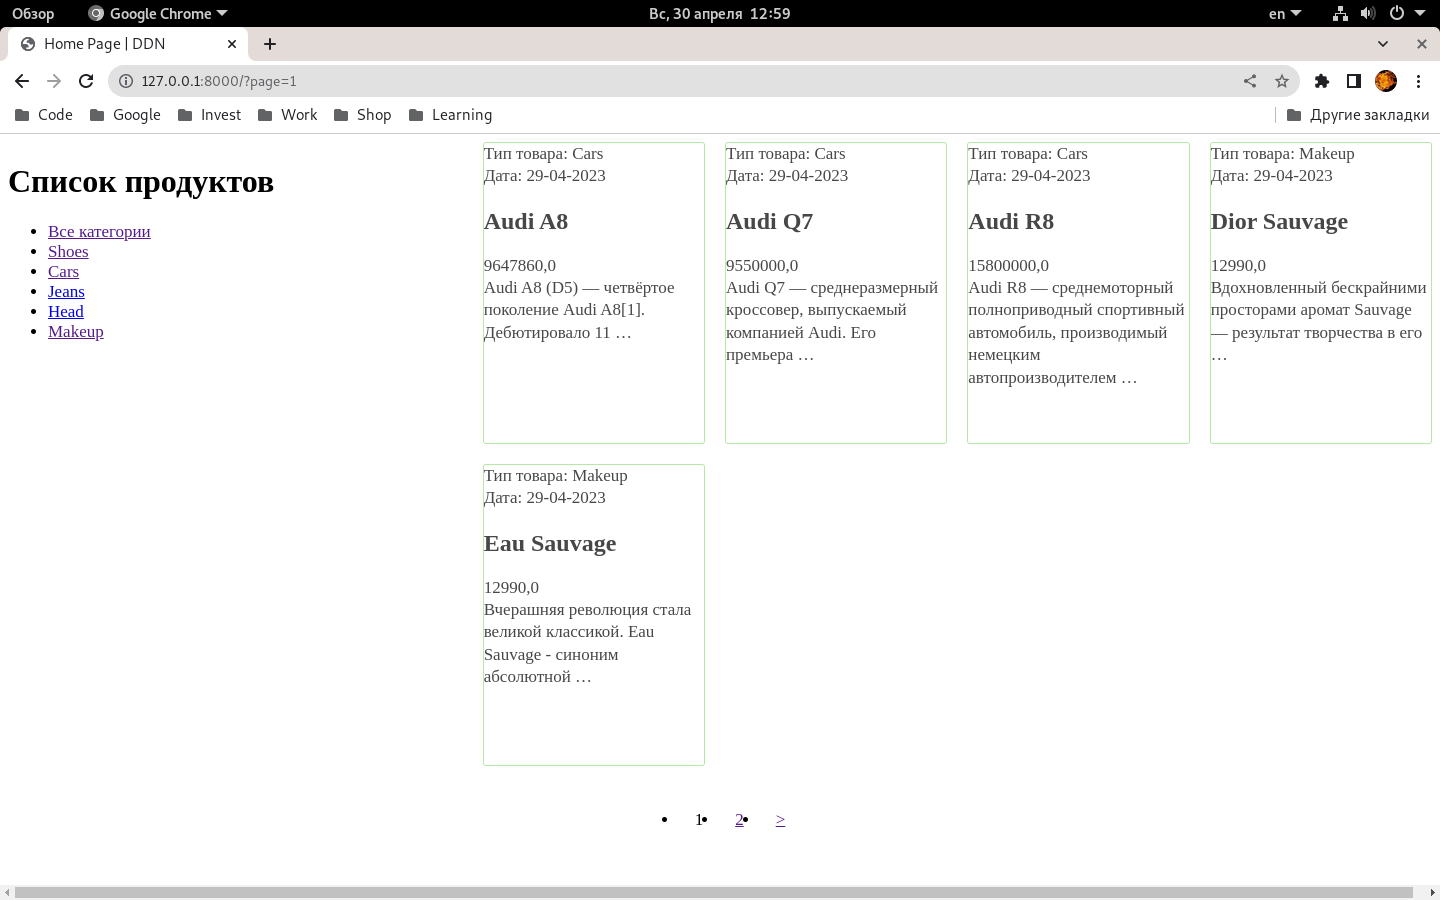 Обзор
Google Chrome
Вс, 30 апреля 12:59
en
Home Page | DDN
127.0.0.1:8000/?page=1
Code
Google
Invest
Work
Shop
Learning
Другие закладки
Список продуктов
Все категории
Shoes
Cars
Jeans
Head
Makeup
Тип товара: Cars
Дата: 29-04-2023
Audi A8
9647860,0
Audi A8 (D5) — четвёртое
поколение Audi A8[1].
Дебютировало 11 …
Тип товара: Cars
Дата: 29-04-2023
Audi Q7
9550000,0
Audi Q7 — среднеразмерный
кроссовер, выпускаемый
компанией Audi. Его
премьера …
Тип товара: Cars
Дата: 29-04-2023
Audi R8
15800000,0
Audi R8 — среднемоторный
полноприводный спортивный
автомобиль, производимый
немецким
автопроизводителем …
Тип товара: Makeup
Дата: 29-04-2023
Dior Sauvage
12990,0
Вдохновленный бескрайними
просторами аромат Sauvage
— результат творчества в его
…
Тип товара: Makeup
Дата: 29-04-2023
Eau Sauvage
12990,0
Вчерашняя революция стала
великой классикой. Eau
Sauvage - синоним
абсолютной …
1
2
>